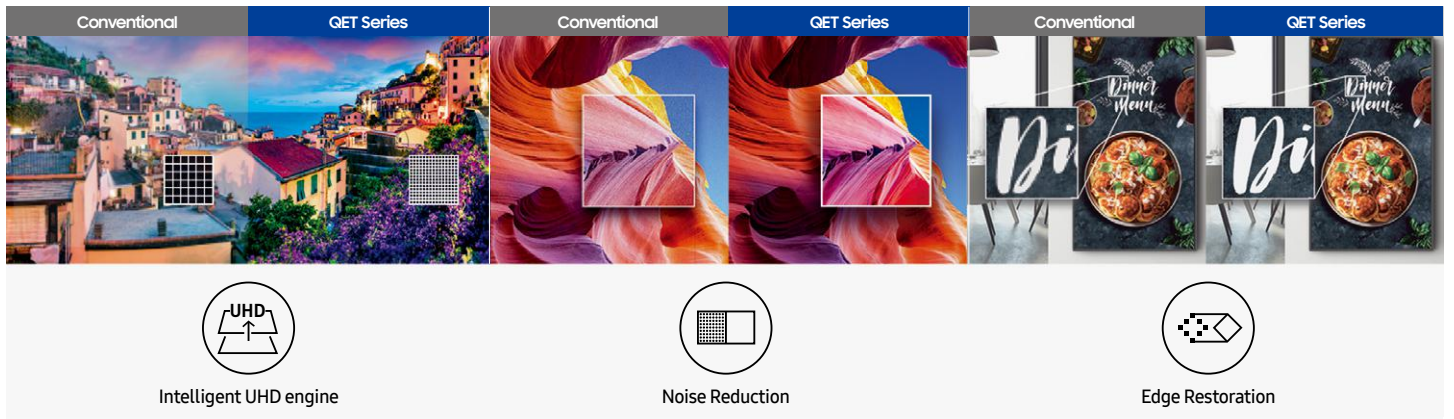 Conventional
QET Series
Conventional
QET Series
Conventional
QET Series
Dinner
Menu
Di
Dinner
Menu
Di
UHD
Intelligent UHD engine
Noise Reduction
Edge Restoration